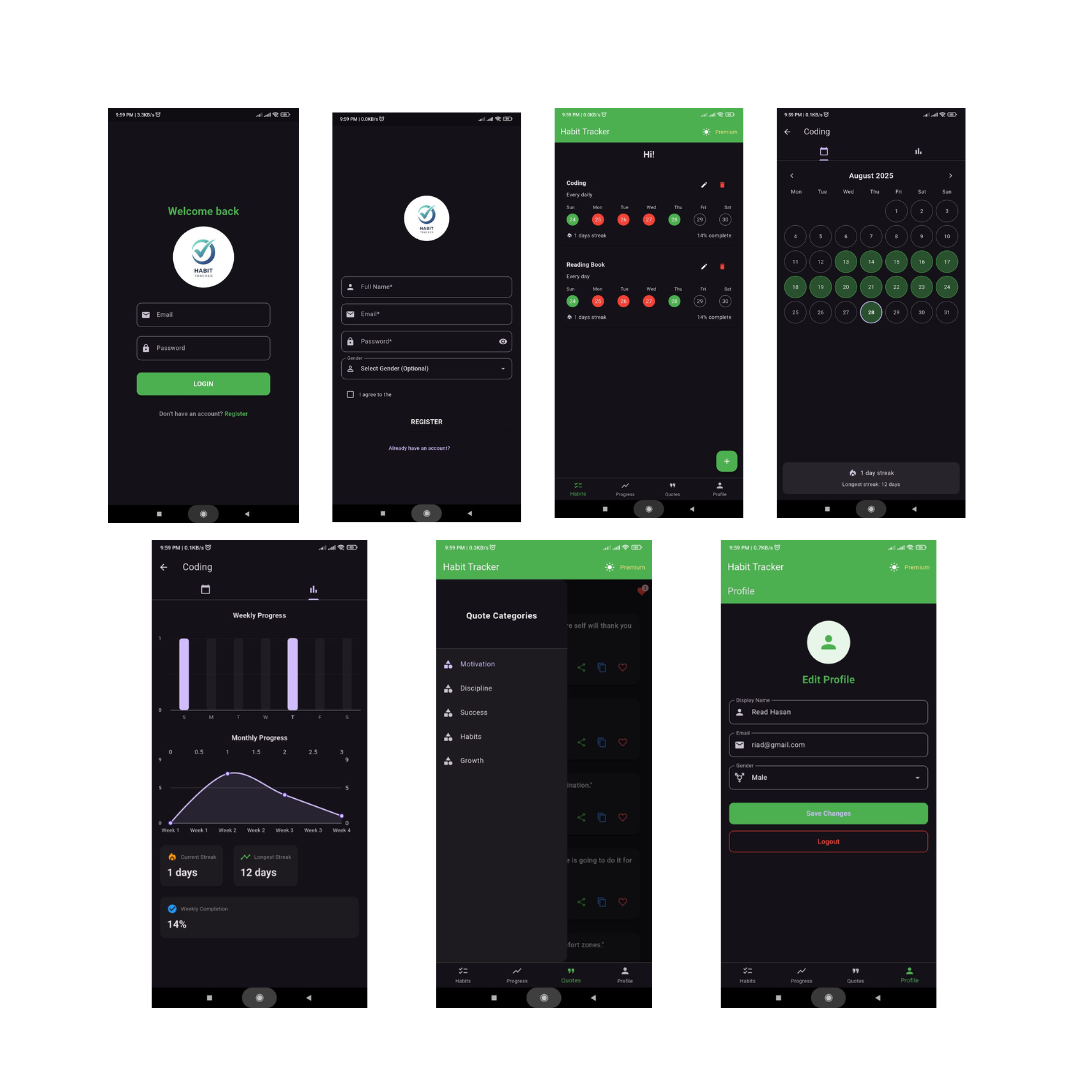 9:59 PM | 3.3KB/s
Welcome back
HABIT
TRACKER
Email
Password
LOGIN
Don't have an account? Register
9:59 PM | 0.0KB/s
HABIT
TRACKER
Full Name*
Email*
Password*
Gender
Select Gender (Optional)
I agree to the
REGISTER
Already have an account?
9:59 PM | 0.0KB/s
Habit Tracker Premium
Hi!
Coding
Every daily
Sun Mon Tue Wed Thu Fri Sat
24 25 26 27 28 29 30
1 days streak 14% complete
Reading Book
Every day
Sun Mon Tue Wed Thu Fri Sat
24 25 26 27 28 29 30
1 days streak 14% complete
+
Habits Progress Quotes Profile
9:59 PM | 0.1KB/s
Coding
August 2025
Mon Tue Wed Thu Fri Sat Sun
1 2 3
4 5 6 7 8 9 10
11 12 13 14 15 16 17
18 19 20 21 22 23 24
25 26 27 28 29 30 31
1 day streak
Longest streak: 12 days
9:59 PM | 0.1KB/s
Coding
Weekly Progress
1
0
S M T W T F S
Monthly Progress
0 0.5 1 1.5 2 2.5 3
9 9
5 5
0 0
Week 1 Week 1 Week 2 Week 2 Week 3 Week 3 Week 4
Current Streak
1 days
Longest Streak
12 days
Weekly Completion
14%
9:59 PM | 0.3KB/s
Habit Tracker Premium
Quote Categories
Motivation
Discipline
Success
Habits
Growth
re self will thank you
ination."
e is going to do it for
fort zones."
Habits Progress Quotes Profile
9:59 PM | 0.7KB/s
Habit Tracker Premium
Profile
Edit Profile
Display Name
Read Hasan
Email
riad@gmail.com
Gender
Male
Save Changes
Logout
Habits Progress Quotes Profile